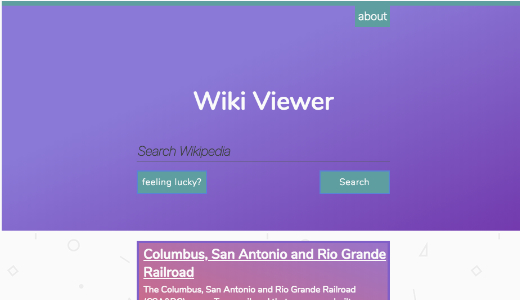 about
Wiki Viewer
Search Wikipedia
feeling lucky?
Search
Columbus, San Antonio and Rio Grande
Railroad
The Columbus, San Antonio and Rio Grande Railroad